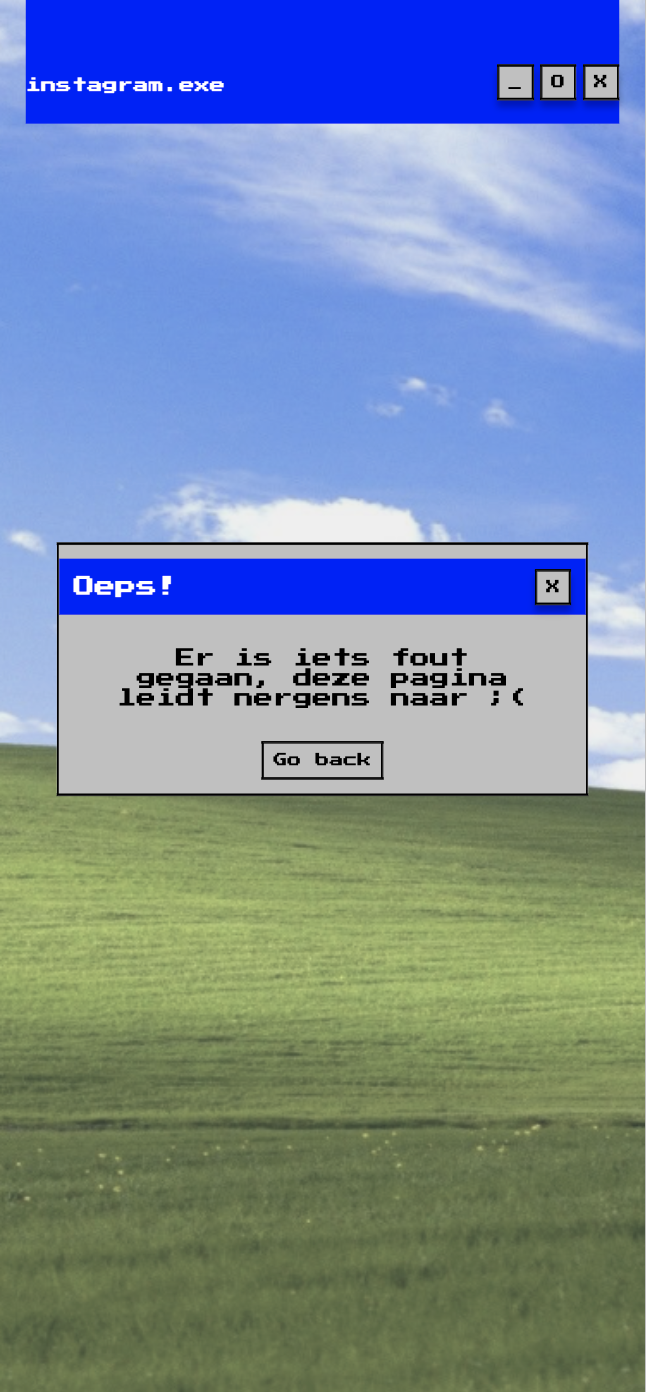 instagram.exe
_ O X
Oeps! x
Er is iets fout
gegaan, deze pagina
leidt nergens naar ;(
Go back